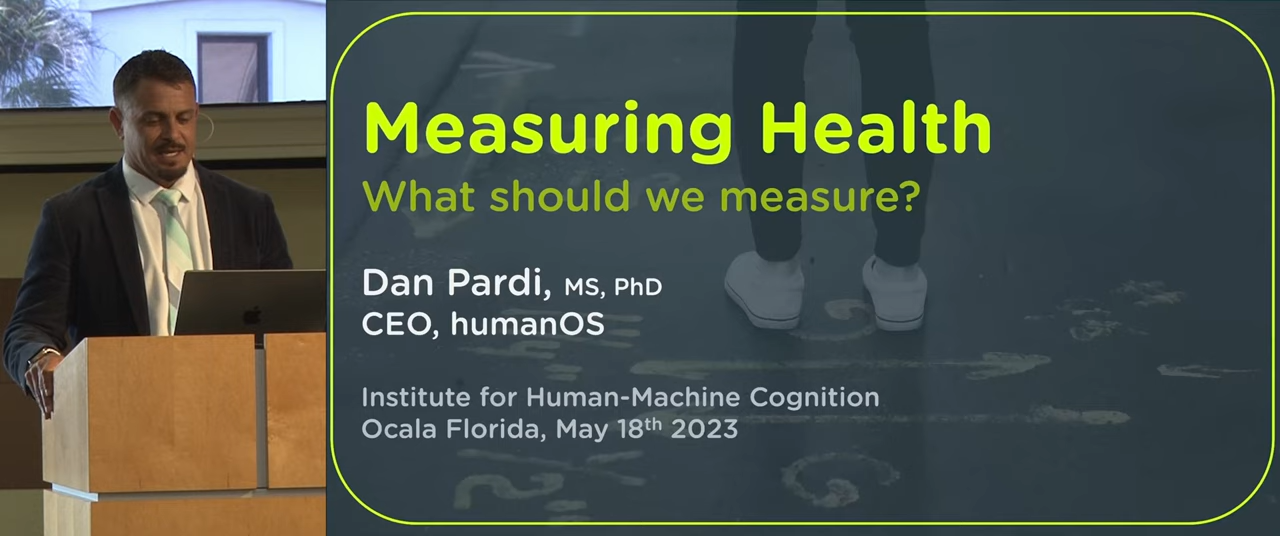 Measuring Health
What should we measure?
Dan Pardi, MS, PhD
CEO, humanOS
Institute for Human-Machine Cognition
Ocala Florida, May 18th 2023